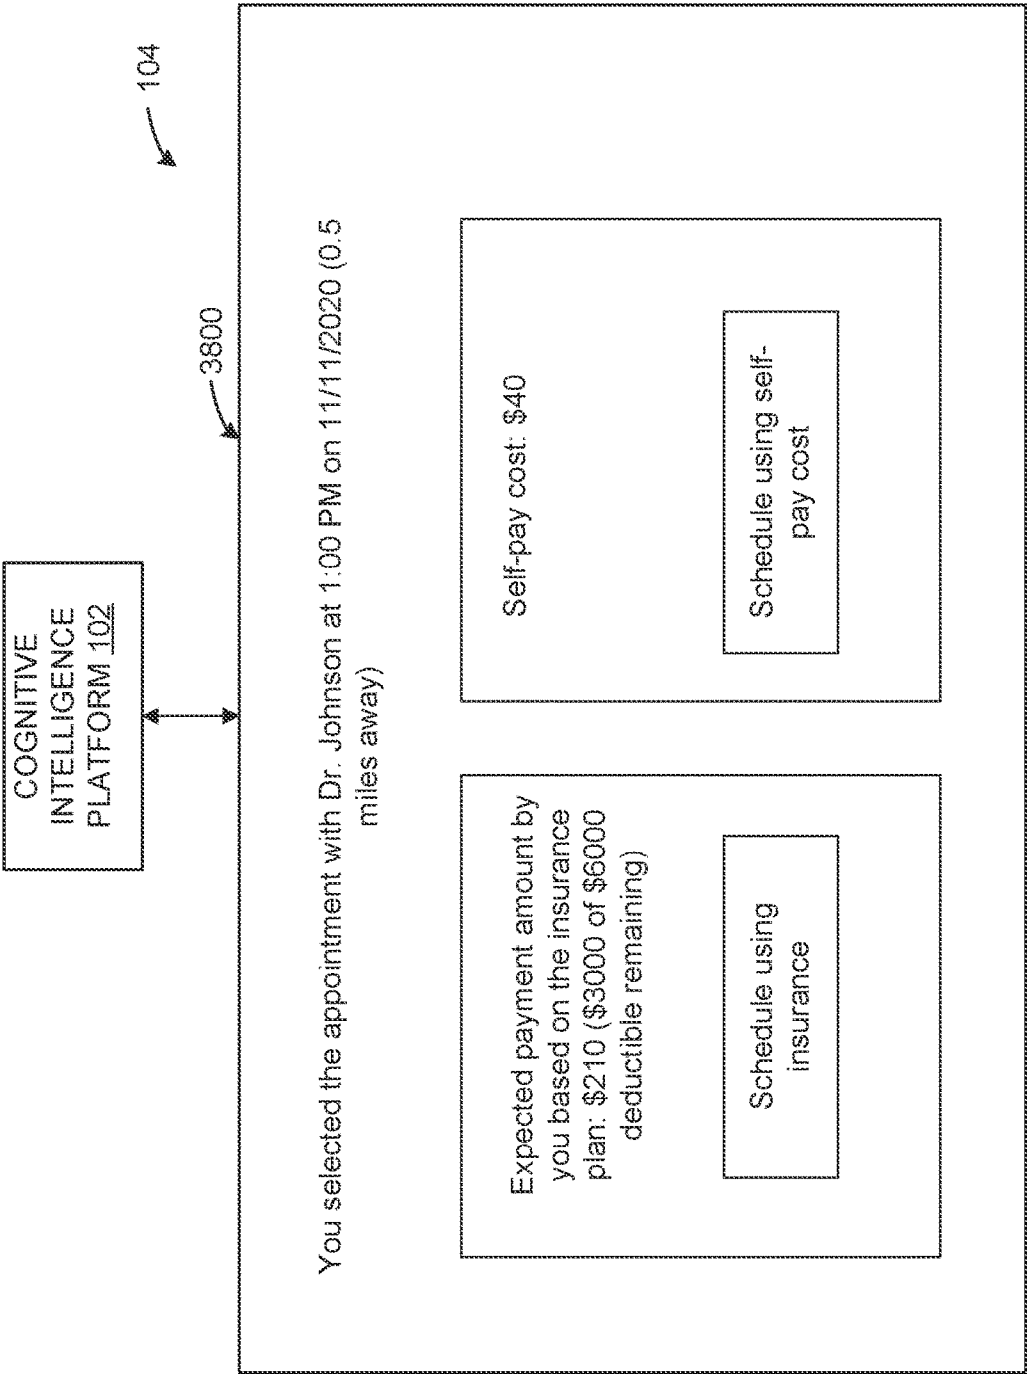 COGNITIVE
INTELLIGENCE
PLATFORM 102
104
3800
You selected the appointment with Dr. Johnson at 1:00 PM on 11/11/2020 (0.5
miles away)
Expected payment amount by
you based on the insurance
plan: $210 ($3000 of $6000
deductible remaining)
Schedule using
insurance
Self-pay cost: $40
Schedule using self-
pay cost